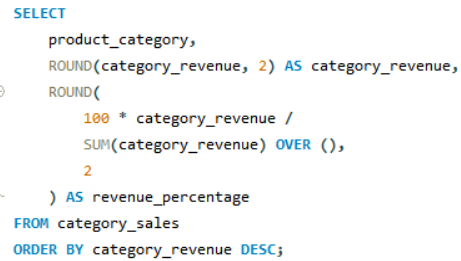 SELECT
    product_category,
    ROUND(category_revenue, 2) AS category_revenue,
    ROUND(
        100 * category_revenue /
        SUM(category_revenue) OVER (),
        2
    ) AS revenue_percentage
FROM category_sales
ORDER BY category_revenue DESC;